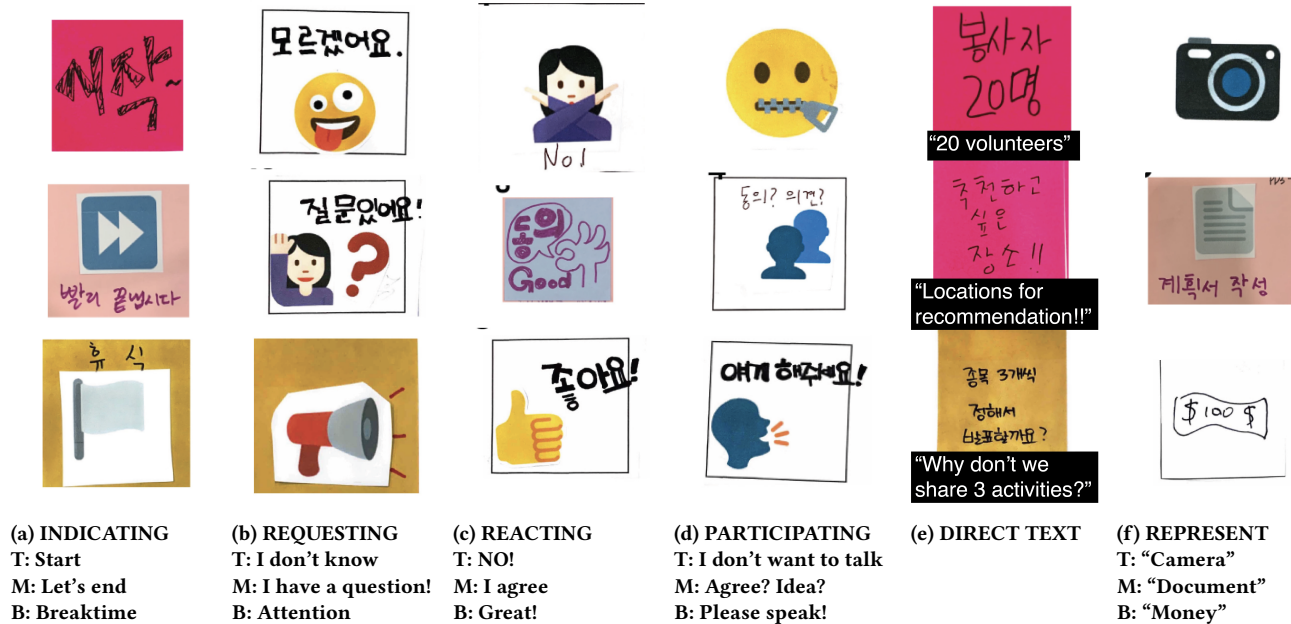 시작~
모르겠어요.
No!
봉사자
20명
"20 volunteers"
빨리 끝냅시다
질문있어요!
동의
Good
동의? 의견?
추천하고
싶은
장소!!
"Locations for
recommendation!!"
계획서 작성
휴식
좋아요!
얘기해주세요!
종목 3개씩
정해서
발표할까요?
"Why don't we
share 3 activities?"
$100 $
(a) INDICATING
T: Start
M: Let's end
B: Breaktime
(b) REQUESTING
T: I don't know
M: I have a question!
B: Attention
(c) REACTING
T: NO!
M: I agree
B: Great!
(d) PARTICIPATING
T: I don't want to talk
M: Agree? Idea?
B: Please speak!
(e) DIRECT TEXT
(f) REPRESENT
T: "Camera"
M: "Document"
B: "Money"